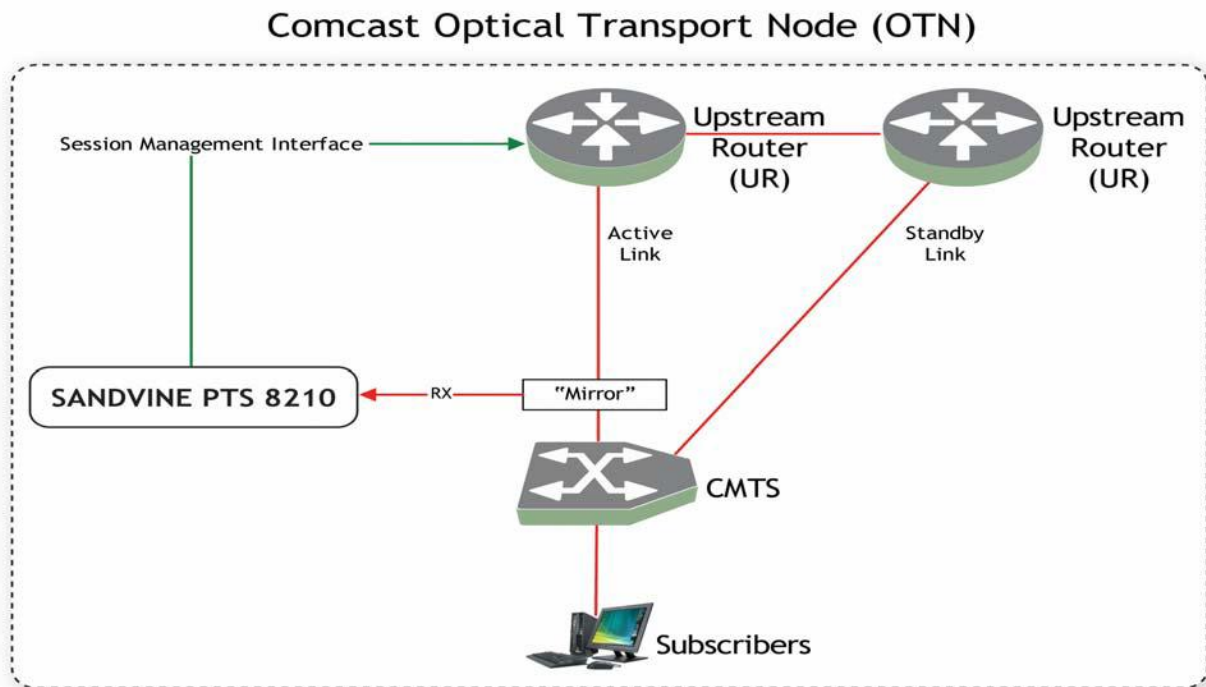 Comcast Optical Transport Node (OTN)
Session Management Interface
Upstream
Router
(UR)
Upstream
Router
(UR)
Active
Link
Standby
Link
SANDVINE PTS 8210
RX
"Mirror"
CMTS
Subscribers